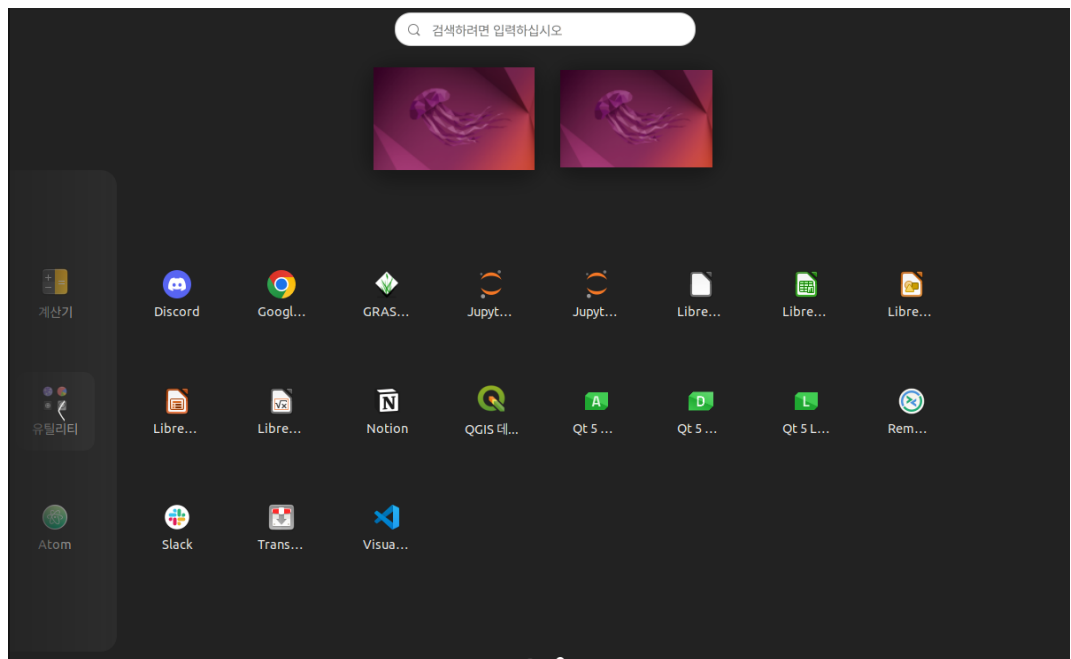 검색하려면 입력하십시오
계산기
Discord
Googl...
GRAS...
Jupyt...
Jupyt...
Libre...
Libre...
Libre...
유틸리티
Libre...
Libre...
Notion
QGIS 데...
Qt 5 ...
Qt 5 ...
Qt 5 L...
Rem...
Atom
Slack
Trans...
Visua...